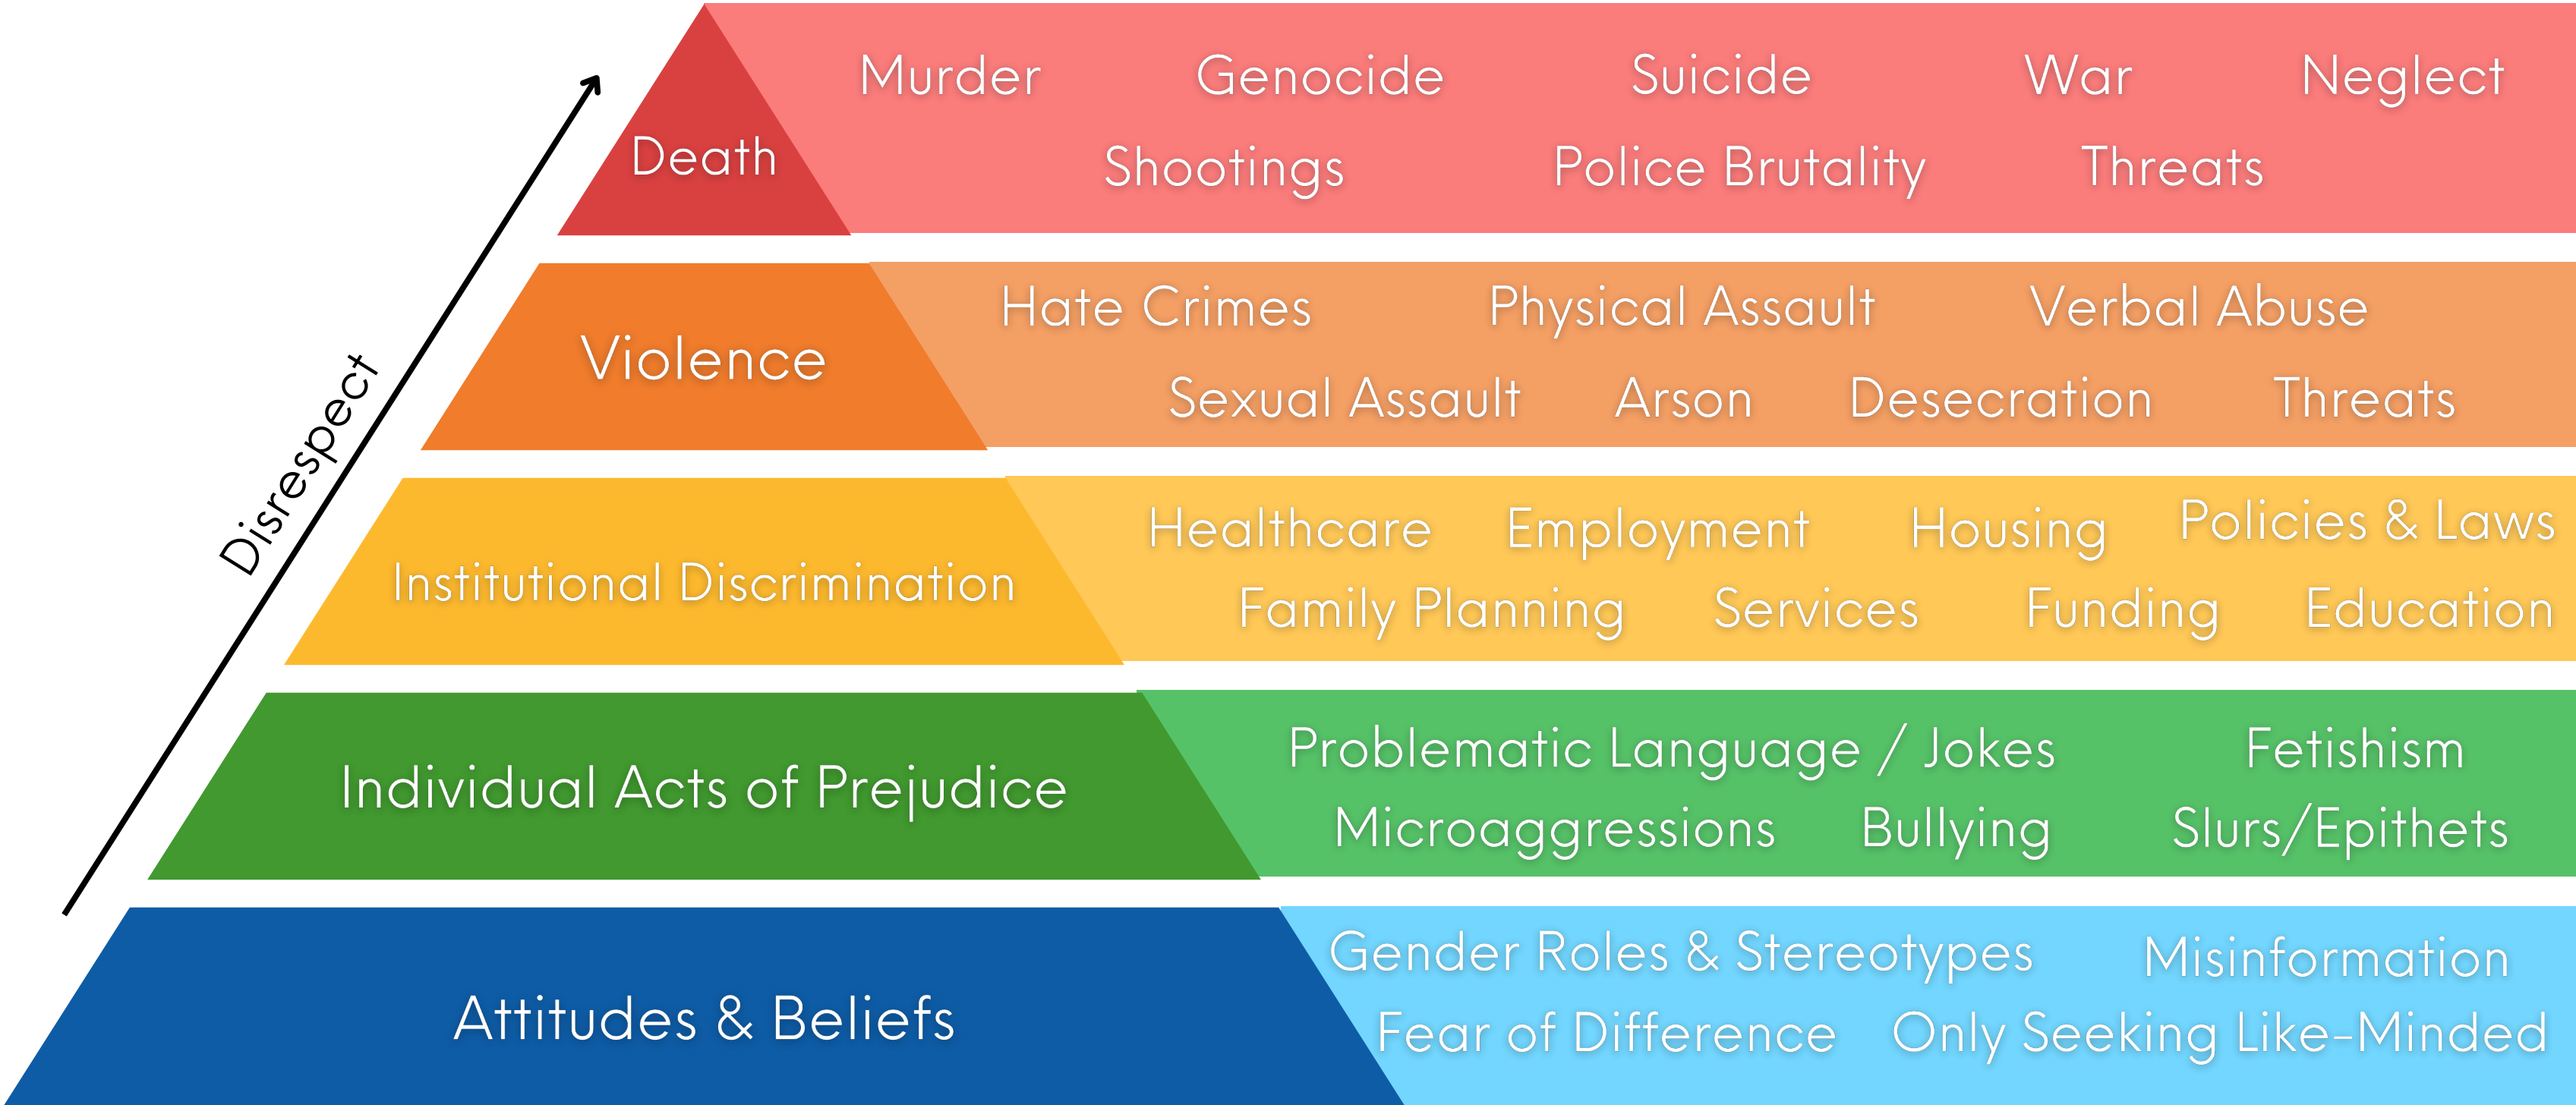 Disrespect
Death
Murder Genocide Suicide War Neglect
Shootings Police Brutality Threats
Violence
Hate Crimes Physical Assault Verbal Abuse
Sexual Assault Arson Desecration Threats
Institutional Discrimination
Healthcare Employment Housing Policies & Laws
Family Planning Services Funding Education
Individual Acts of Prejudice
Problematic Language / Jokes Fetishism
Microaggressions Bullying Slurs/Epithets
Attitudes & Beliefs
Gender Roles & Stereotypes Misinformation
Fear of Difference Only Seeking Like-Minded